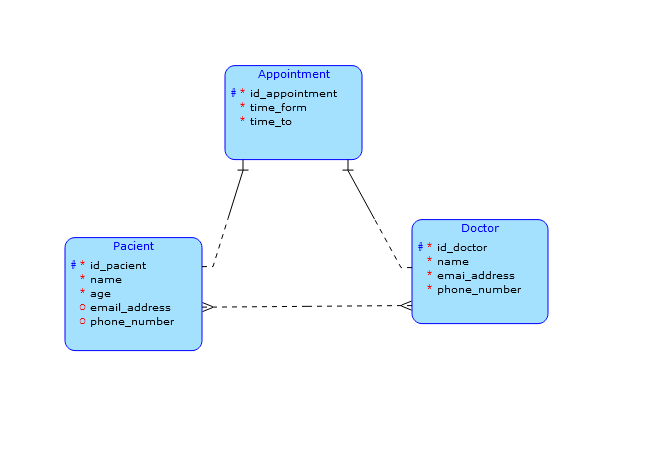 Appointment
# * id_appointment
* time_form
* time_to
Pacient
# * id_pacient
* name
* age
o email_address
o phone_number
Doctor
# * id_doctor
* name
* emai_address
* phone_number